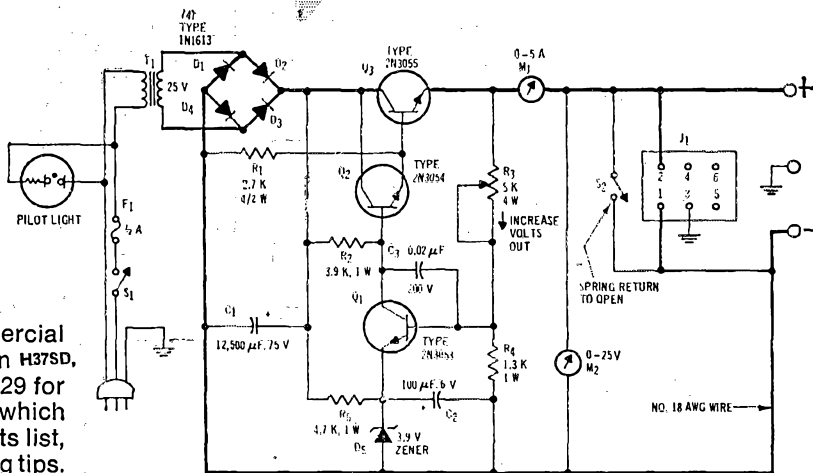 TYPE
1N1613
T1
25 V
D1
D2
D4
D3
Q3
TYPE
2N3055
0-5 A
M1
+
J1
2 4 6
1 3 5
S2
SPRING RETURN
TO OPEN
−
PILOT LIGHT
F1
½ A
S1
R1
2.7 K
Q2
TYPE
2N3054
R3
5 K
4 W
INCREASE
VOLTS
OUT
R2
3.9 K, 1 W
C3
0.02 µF
200 V
Q1
TYPE
2N3053
C1
+
12,500 µF, 75 V
R4
1.3 K
1 W
0-25V
M2
100 µF, 6 V
+
C2
R5
4.7 K, 1 W
3.9 V
ZENER
D5
NO. 18 AWG WIRE
ercial
n H37SD,
29 for
which
ts list,
g tips.